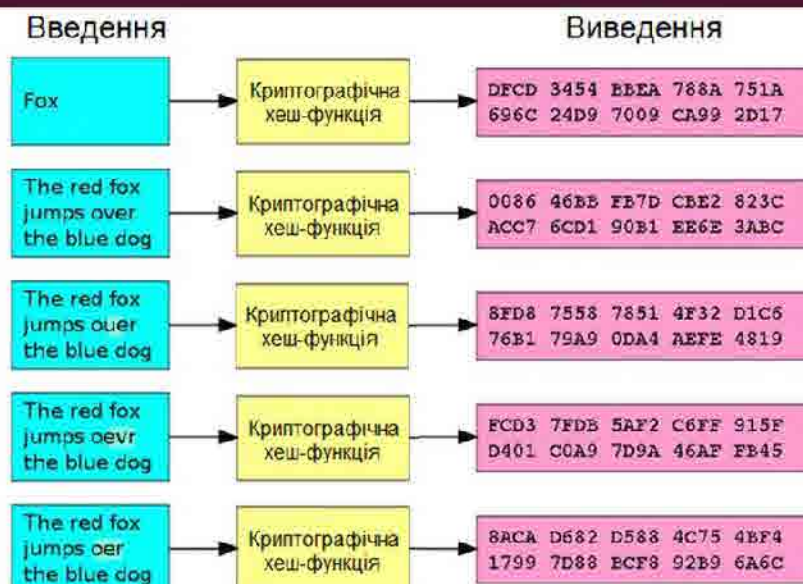 Введення
Виведення
Fox
Криптографічна
хеш-функція
DFCD 3454 BBEA 788A 751A
696C 24D9 7009 CA99 2D17
The red fox
jumps over
the blue dog
Криптографічна
хеш-функція
0086 46BB FB7D CBE2 823C
ACC7 6CD1 90B1 EE6E 3ABC
The red fox
jumps ouer
the blue dog
Криптографічна
хеш-функція
8FD8 7558 7851 4F32 D1C6
76B1 79A9 0DA4 AEFE 4819
The red fox
jumps oevr
the blue dog
Криптографічна
хеш-функція
FCD3 7FDB 5AF2 C6FF 915F
D401 C0A9 7D9A 46AF FB45
The red fox
jumps oer
the blue dog
Криптографічна
хеш-функція
8ACA D682 D588 4C75 4BF4
1799 7D88 BCF8 92B9 6A6C